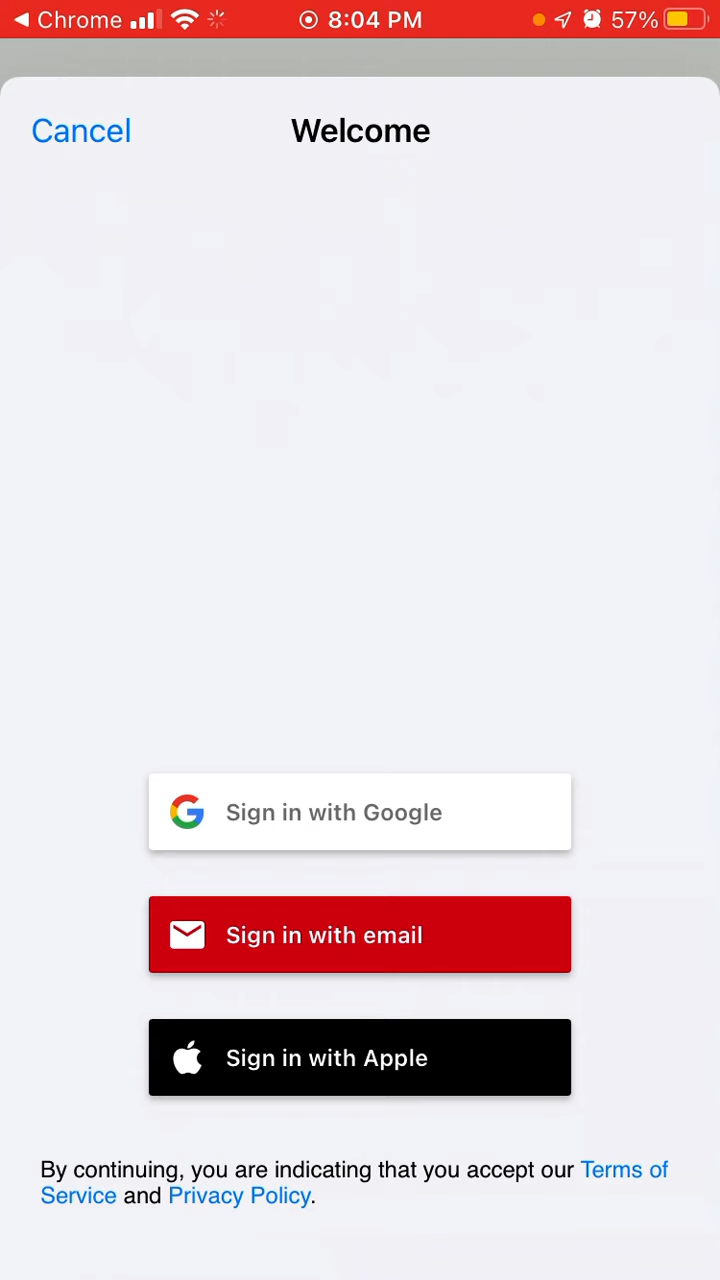 Chrome 8:04 PM 57%
Cancel Welcome
Sign in with Google
Sign in with email
Sign in with Apple
By continuing, you are indicating that you accept our Terms of
Service and Privacy Policy.